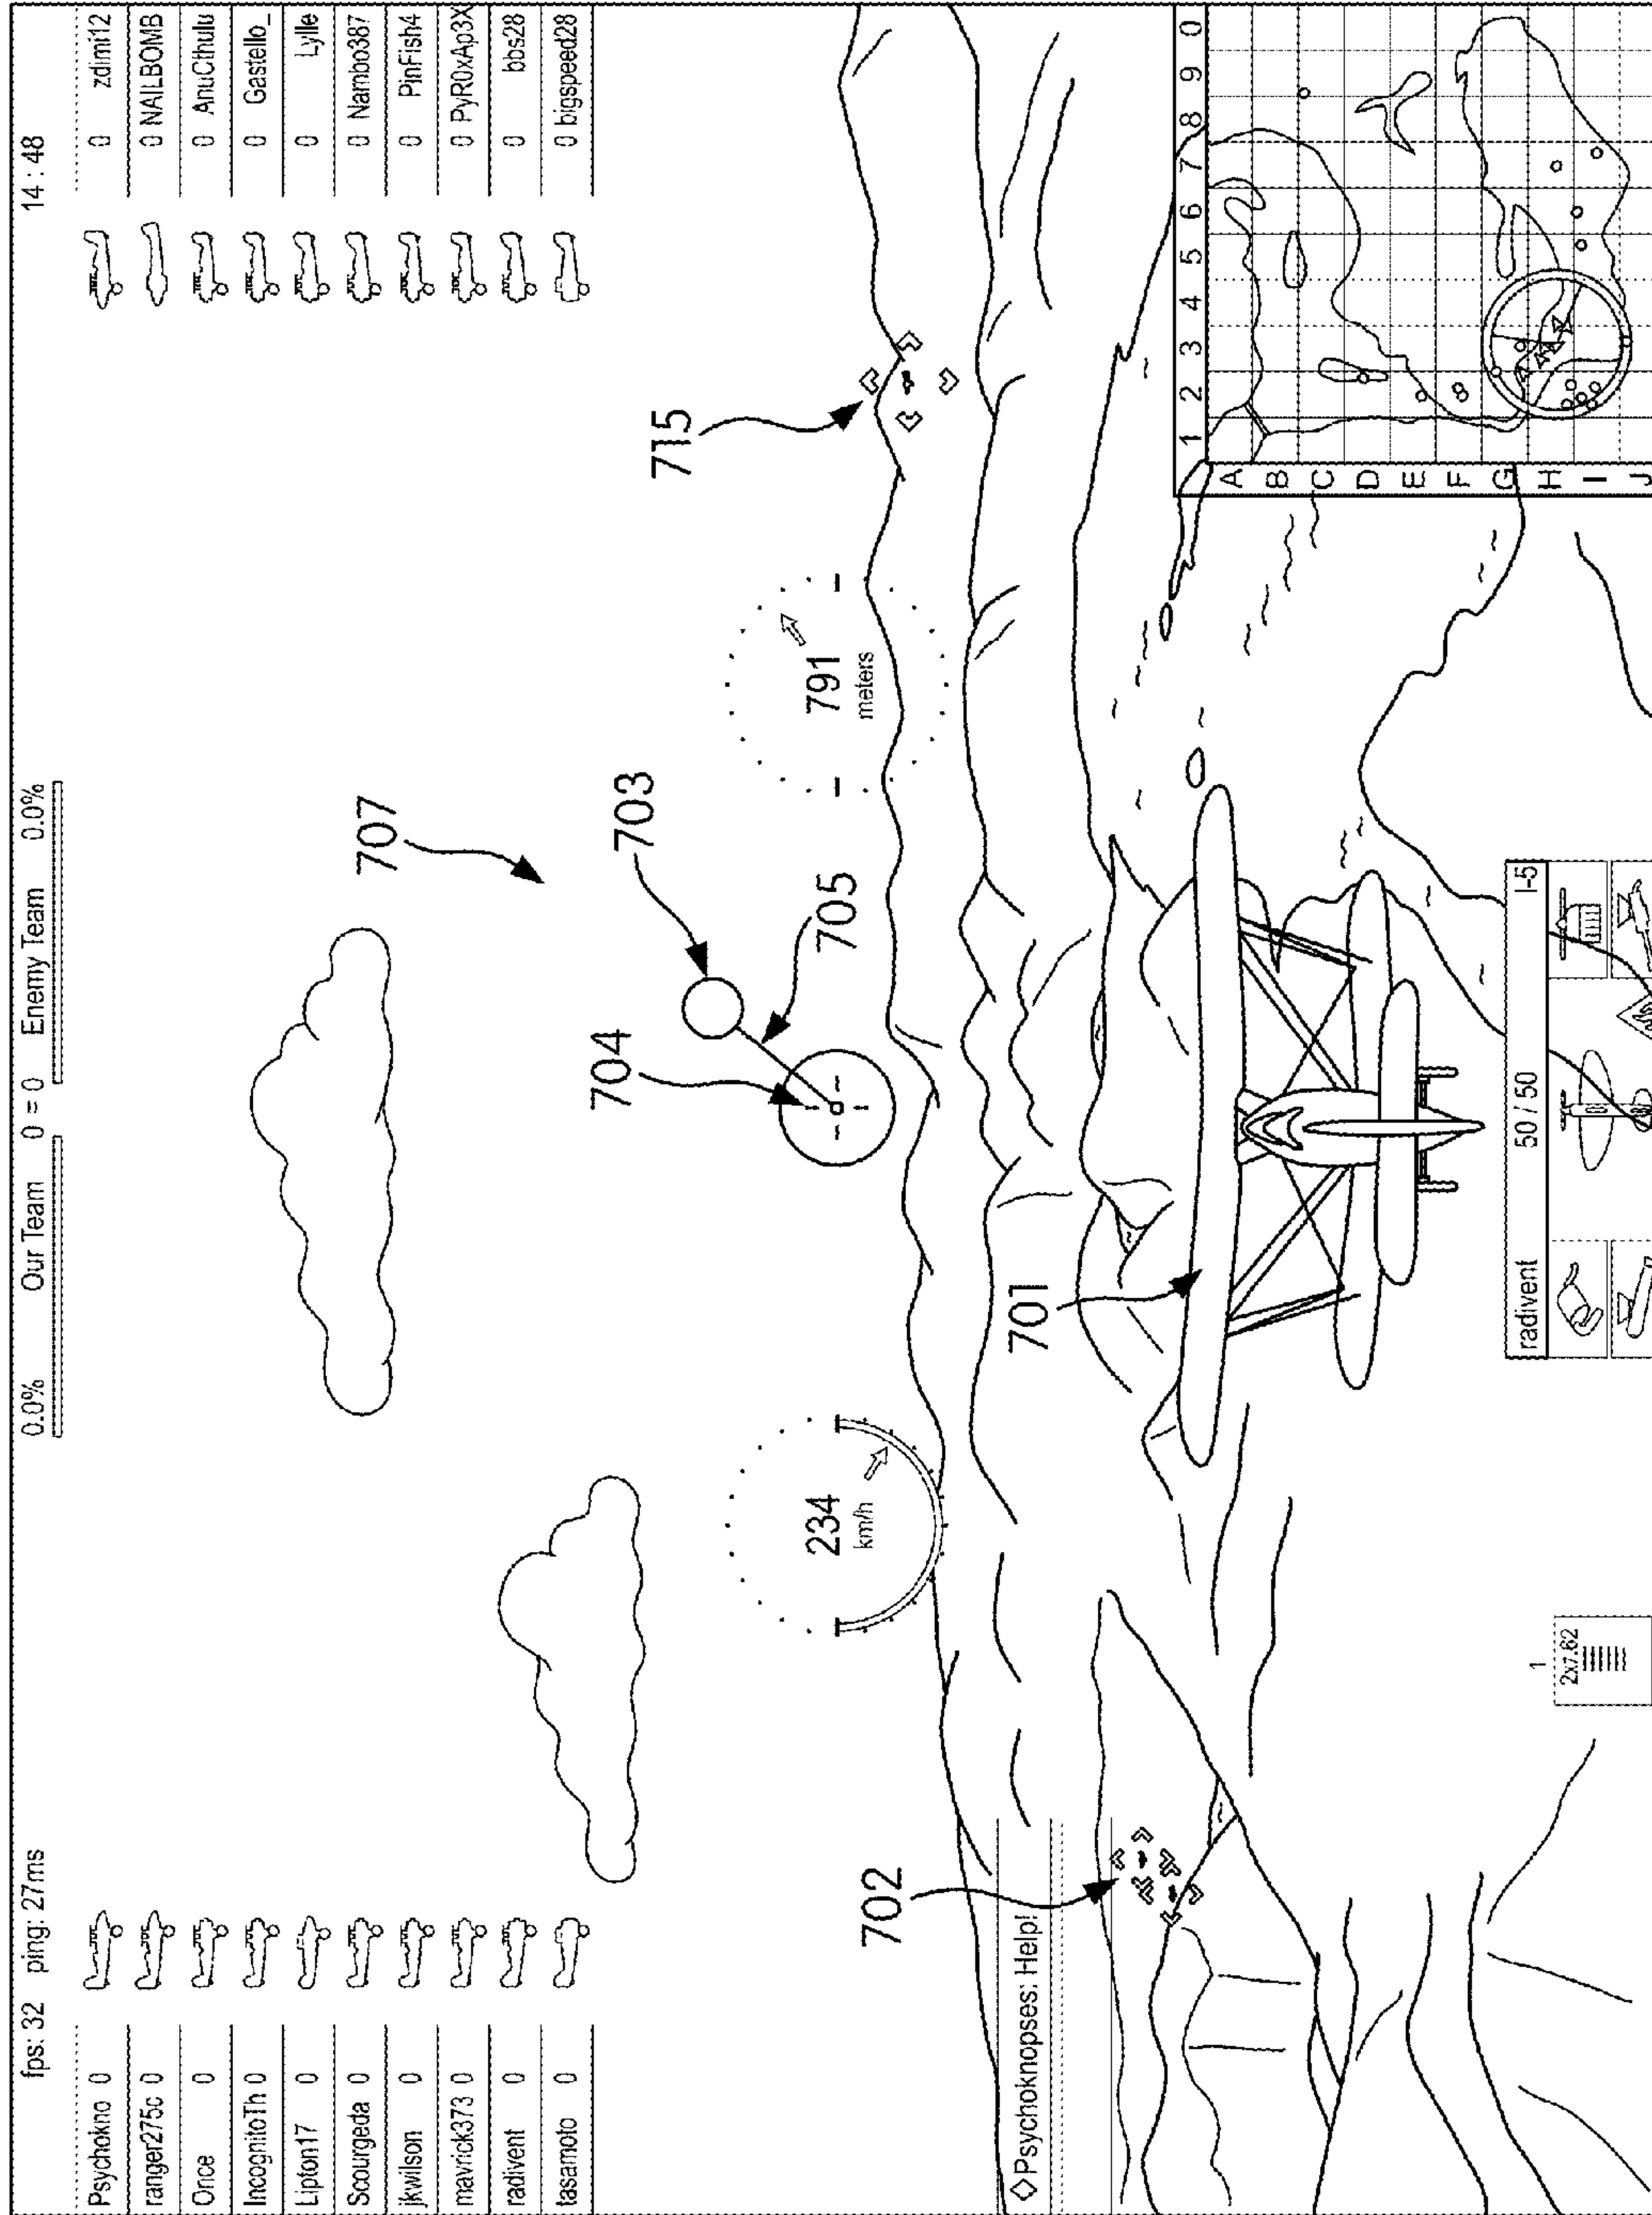 fps: 32 ping: 27ms
0.0% Our Team 0 = 0 Enemy Team 0.0%
14 : 48
Psychokno 0
ranger275c 0
Once 0
IncognitoTh 0
Lipton17 0
Scourgeda 0
jkwilson 0
mavrick373 0
radivent 0
tasamoto 0
0 zdimi12
0 NAILBOMB
0 AnuChulu
0 Gastello_
0 Lylle
0 Nambo387
0 PinFish4
0 PyR0xAp3X
0 bbs28
0 bigspeed28
707
703
704
705
715
234
km/h
791
meters
702
◇Psychoknopses: Help!
701
1 2 3 4 5 6 7 8 9 0
A
B
C
D
E
F
G
H
I
J
radivent 50 / 50 I-5
1
2x7.62